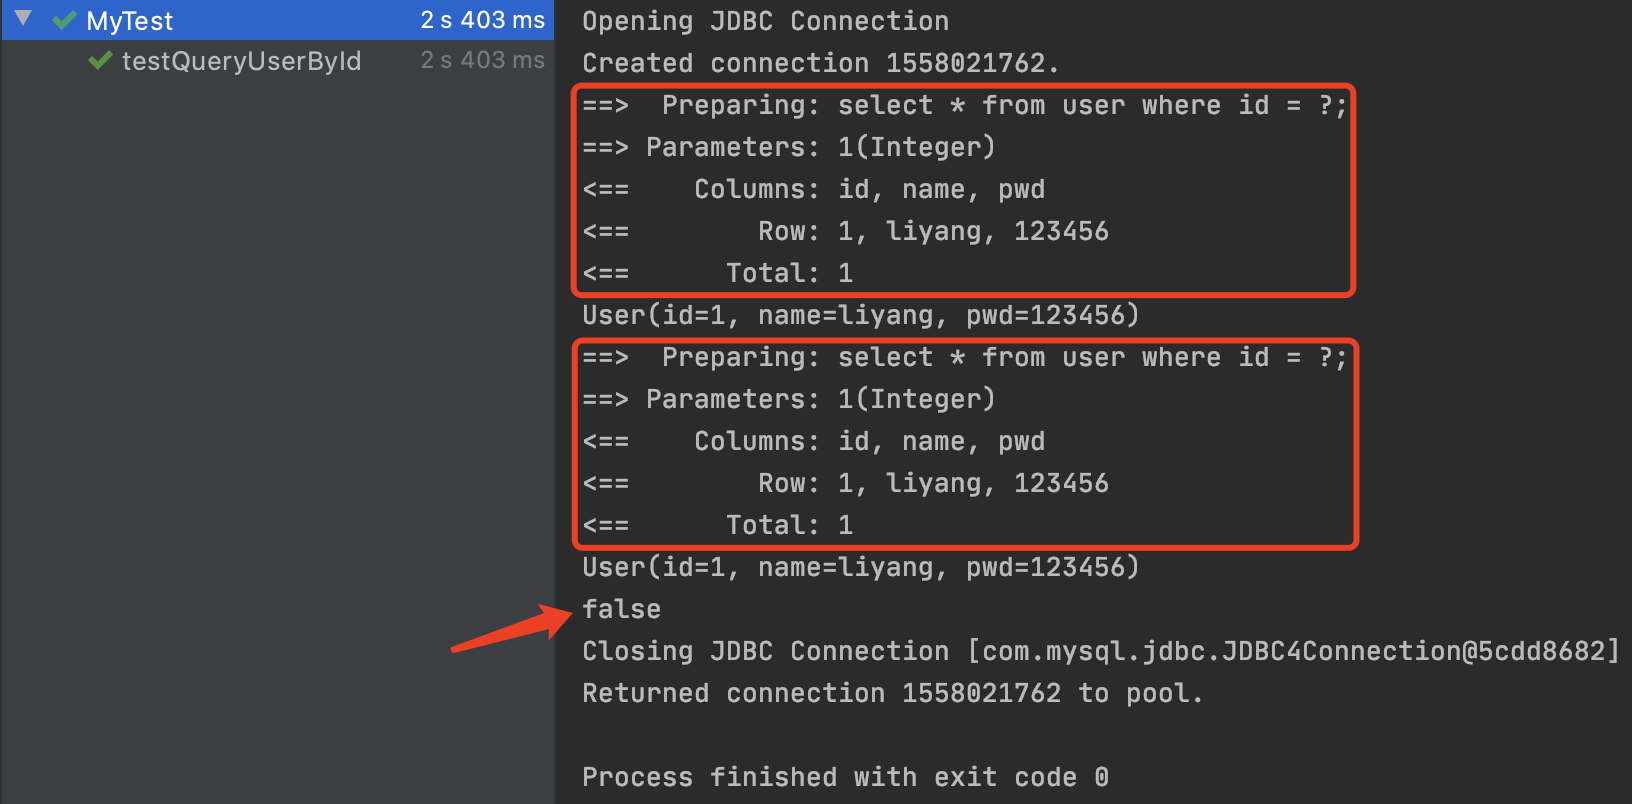 MyTest 2 s 403 ms
testQueryUserById 2 s 403 ms
Opening JDBC Connection
Created connection 1558021762.
==>  Preparing: select * from user where id = ?;
==> Parameters: 1(Integer)
<==    Columns: id, name, pwd
<==        Row: 1, liyang, 123456
<==      Total: 1
User(id=1, name=liyang, pwd=123456)
==>  Preparing: select * from user where id = ?;
==> Parameters: 1(Integer)
<==    Columns: id, name, pwd
<==        Row: 1, liyang, 123456
<==      Total: 1
User(id=1, name=liyang, pwd=123456)
false
Closing JDBC Connection [com.mysql.jdbc.JDBC4Connection@5cdd8682]
Returned connection 1558021762 to pool.
Process finished with exit code 0